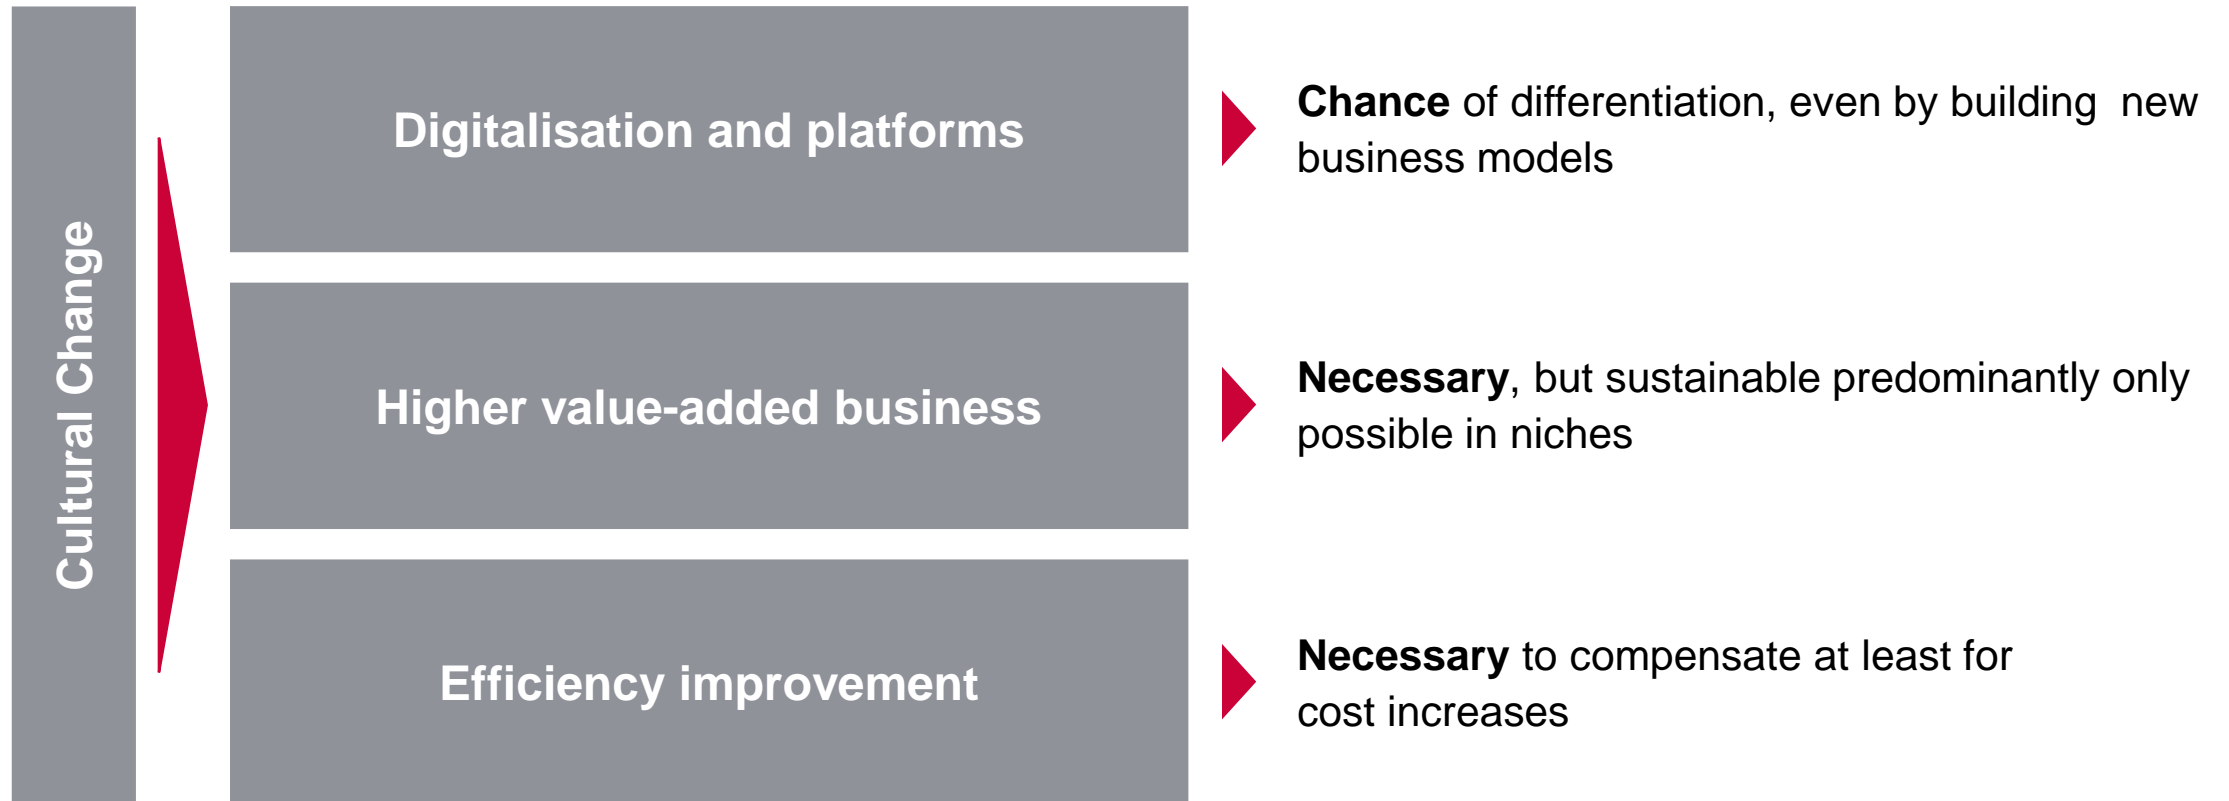 Cultural Change
Digitalisation and platforms
Chance of differentiation, even by building  new
business models
Higher value-added business
Necessary, but sustainable predominantly only
possible in niches
Efficiency improvement
Necessary to compensate at least for
cost increases